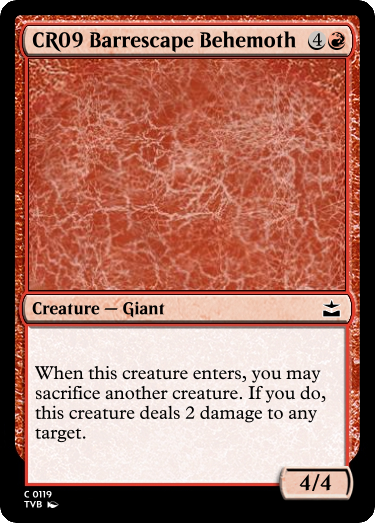 CR09 Barrescape Behemoth 4
Creature — Giant
When this creature enters, you may
sacrifice another creature. If you do,
this creature deals 2 damage to any
target.
4/4
C 0119
TVB